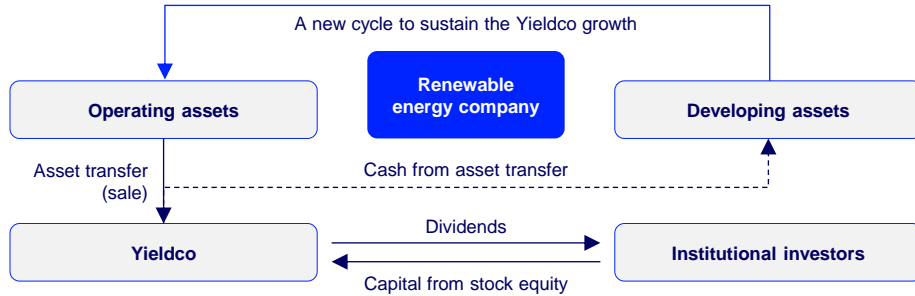 A new cycle to sustain the Yieldco growth
Renewable
energy company
Operating assets
Developing assets
Asset transfer
(sale)
Cash from asset transfer
Dividends
Yieldco
Institutional investors
Capital from stock equity